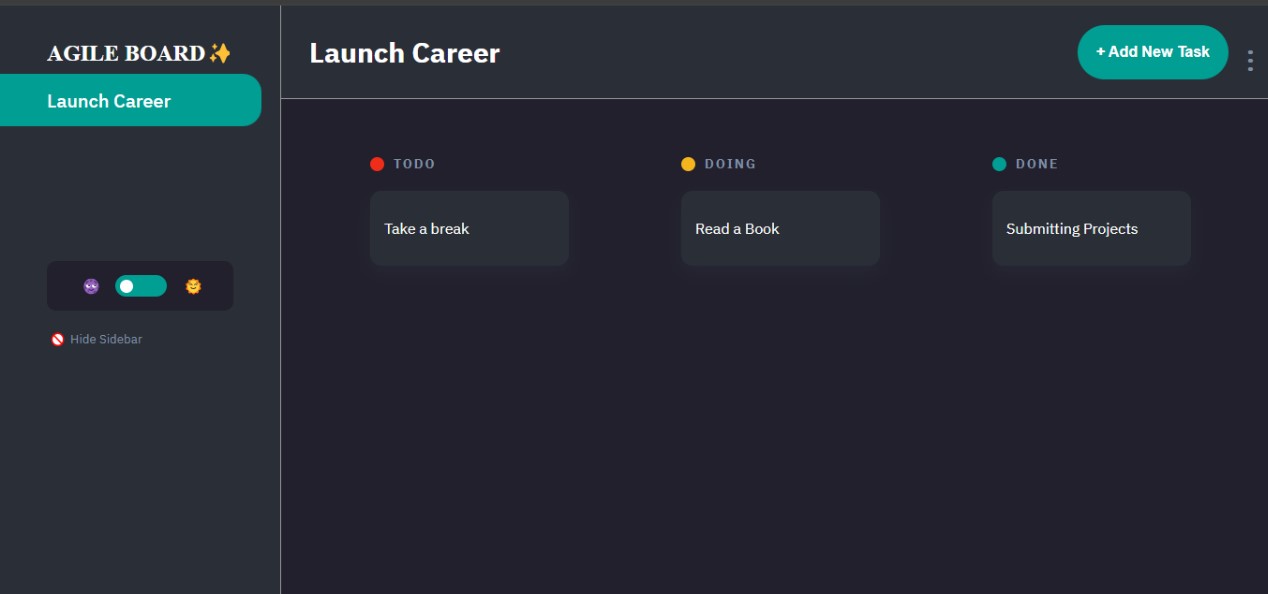 AGILE BOARD✨
Launch Career
Hide Sidebar
Launch Career
+ Add New Task
TODO
Take a break
DOING
Read a Book
DONE
Submitting Projects